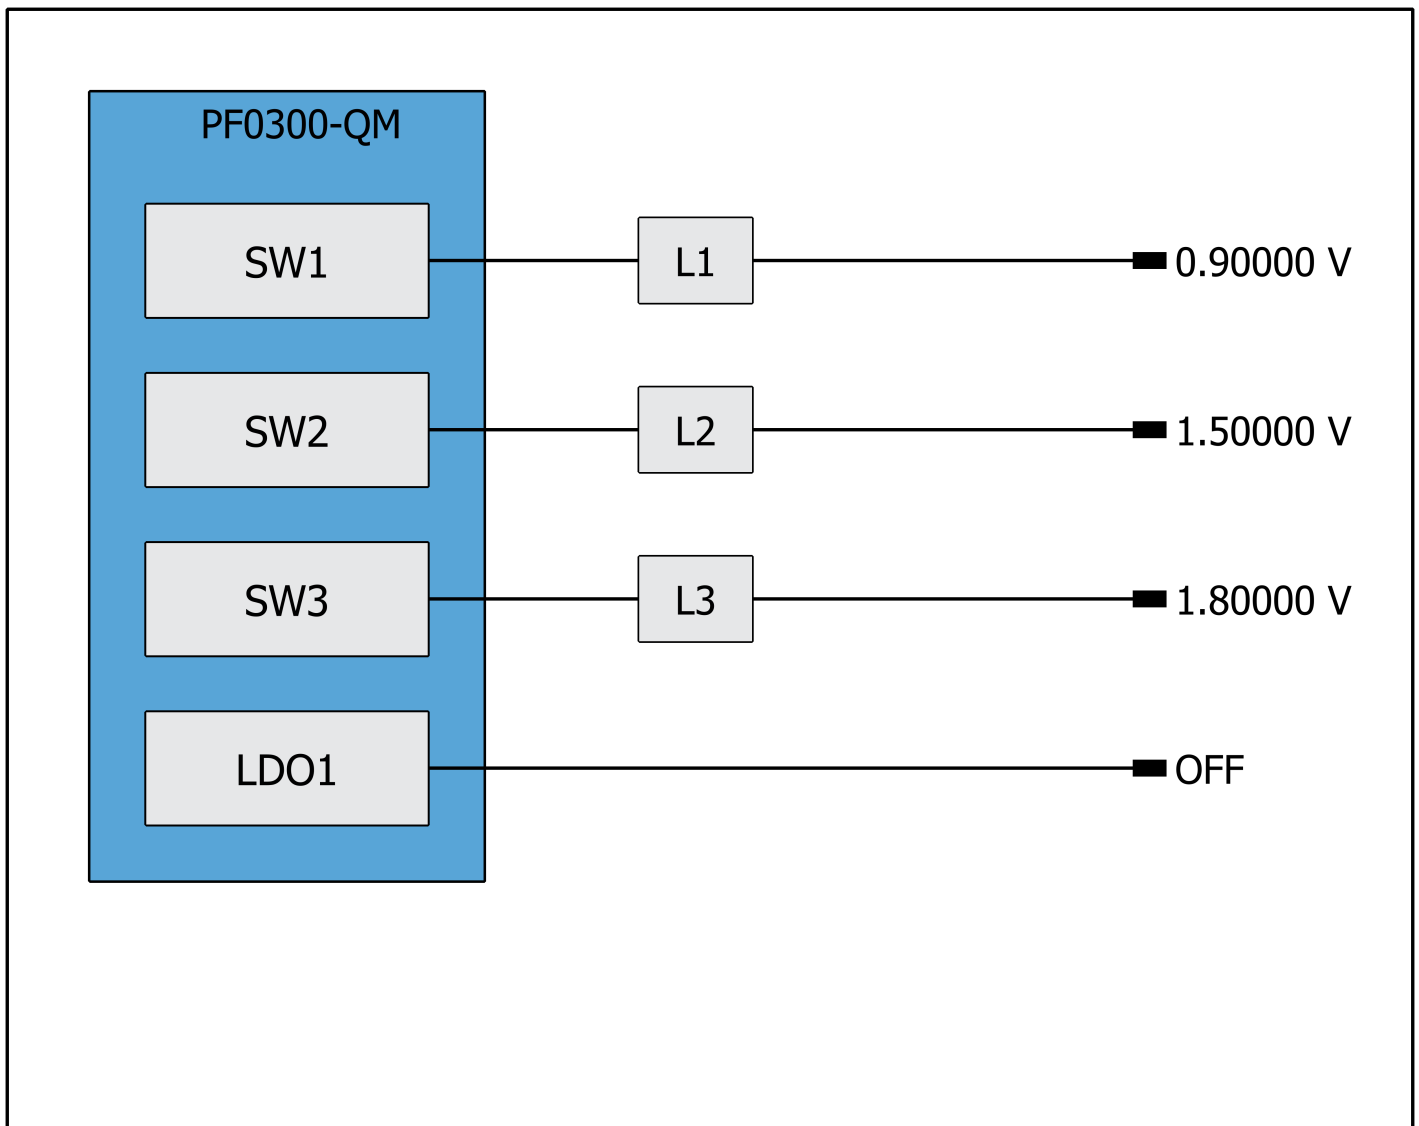 PF0300-QM
SW1 L1 0.90000 V
SW2 L2 1.50000 V
SW3 L3 1.80000 V
LDO1 OFF